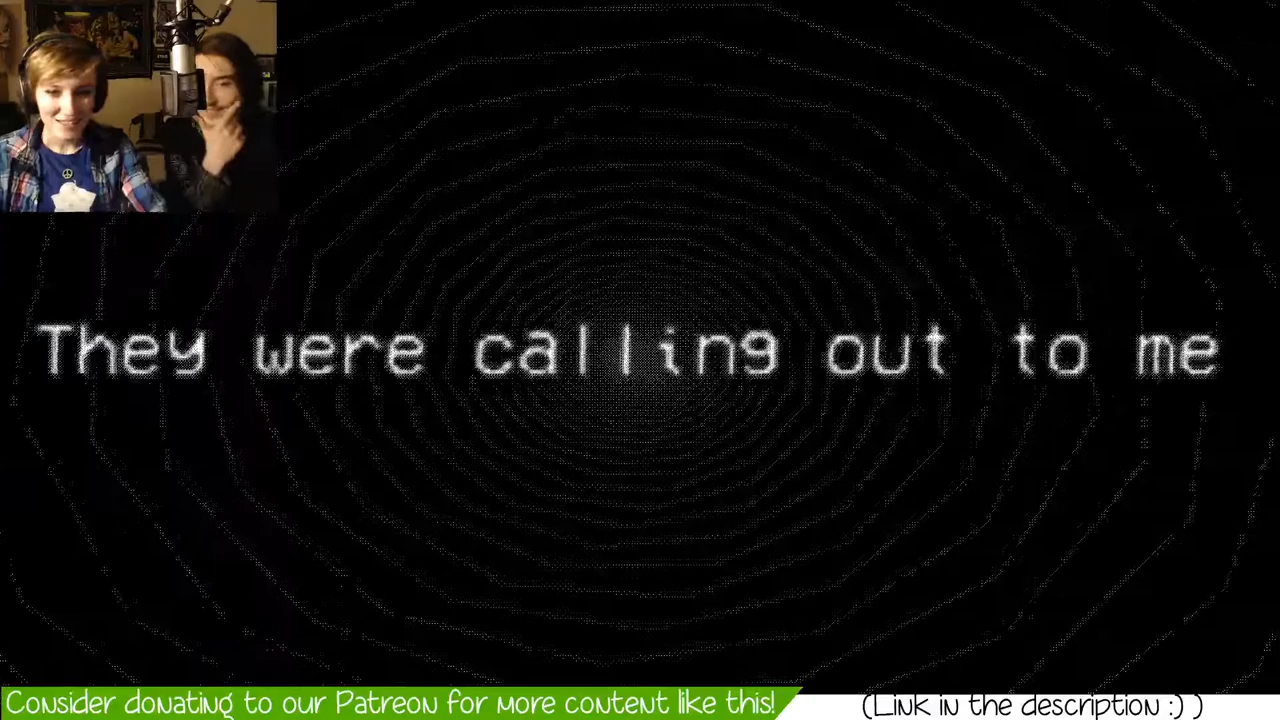 They were calling out to me
Consider donating to our Patreon for more content like this! (Link in the description :) )